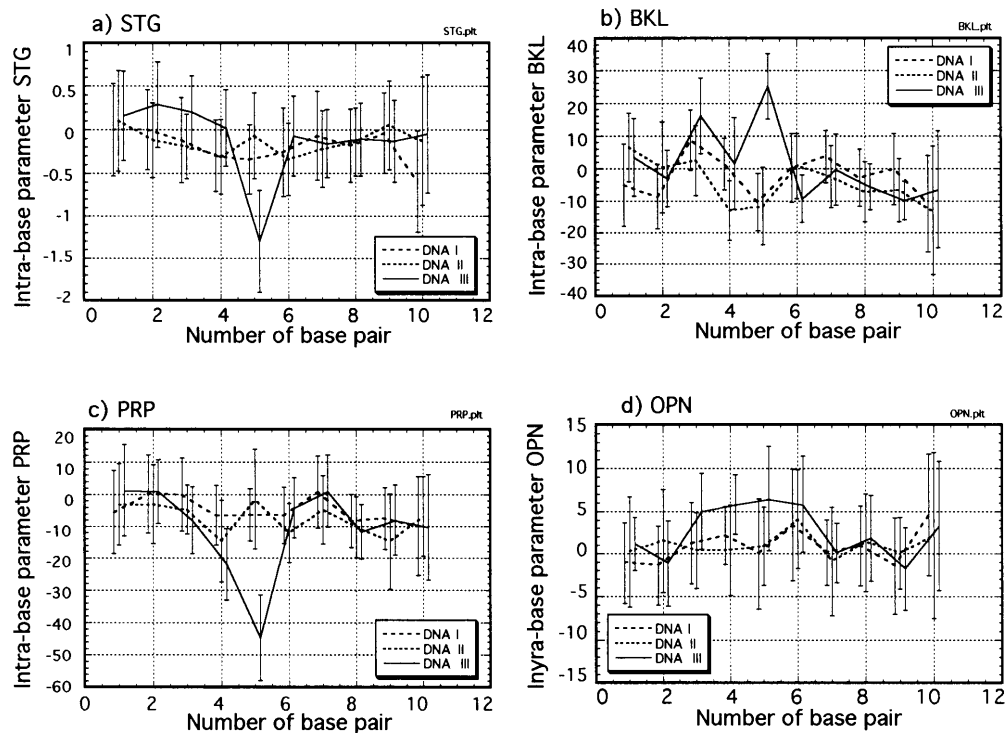 a) STG
STG.plt
Intra-base parameter STG
1
0.5
0
-0.5
-1
-1.5
-2
DNA I
DNA II
DNA III
0 2 4 6 8 10 12
Number of base pair
b) BKL
BKL.plt
Intra-base parameter BKL
40
30
20
10
0
-10
-20
-30
-40
DNA I
DNA II
DNA III
0 2 4 6 8 10 12
Number of base pair
c) PRP
PRP.plt
Intra-base parameter PRP
20
10
0
-10
-20
-30
-40
-50
-60
DNA I
DNA II
DNA III
0 2 4 6 8 10 12
Number of base pair
d) OPN
OPN.plt
Inyra-base parameter OPN
15
10
5
0
-5
-10
-15
DNA I
DNA II
DNA III
0 2 4 6 8 10 12
Number of base pair